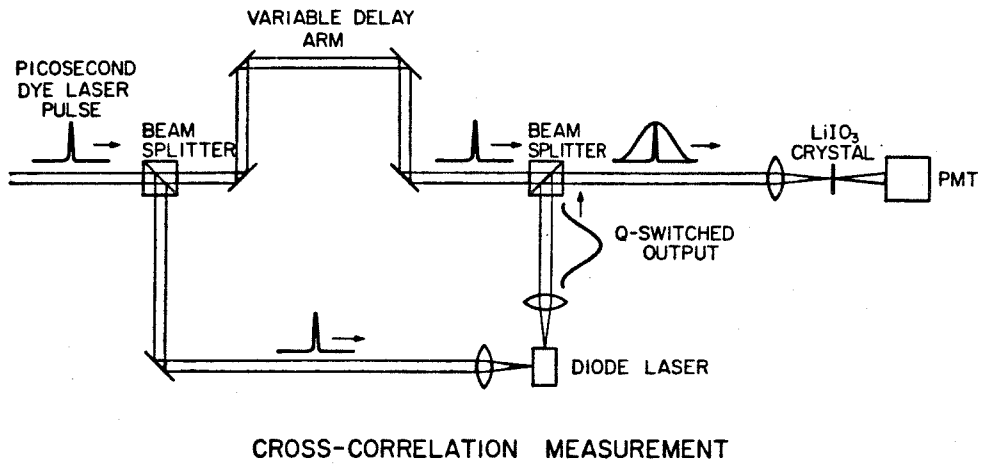 VARIABLE DELAY
ARM
PICOSECOND
DYE LASER
PULSE
BEAM
SPLITTER
BEAM
SPLITTER
LiIO₃
CRYSTAL
PMT
Q-SWITCHED
OUTPUT
DIODE LASER
CROSS-CORRELATION MEASUREMENT